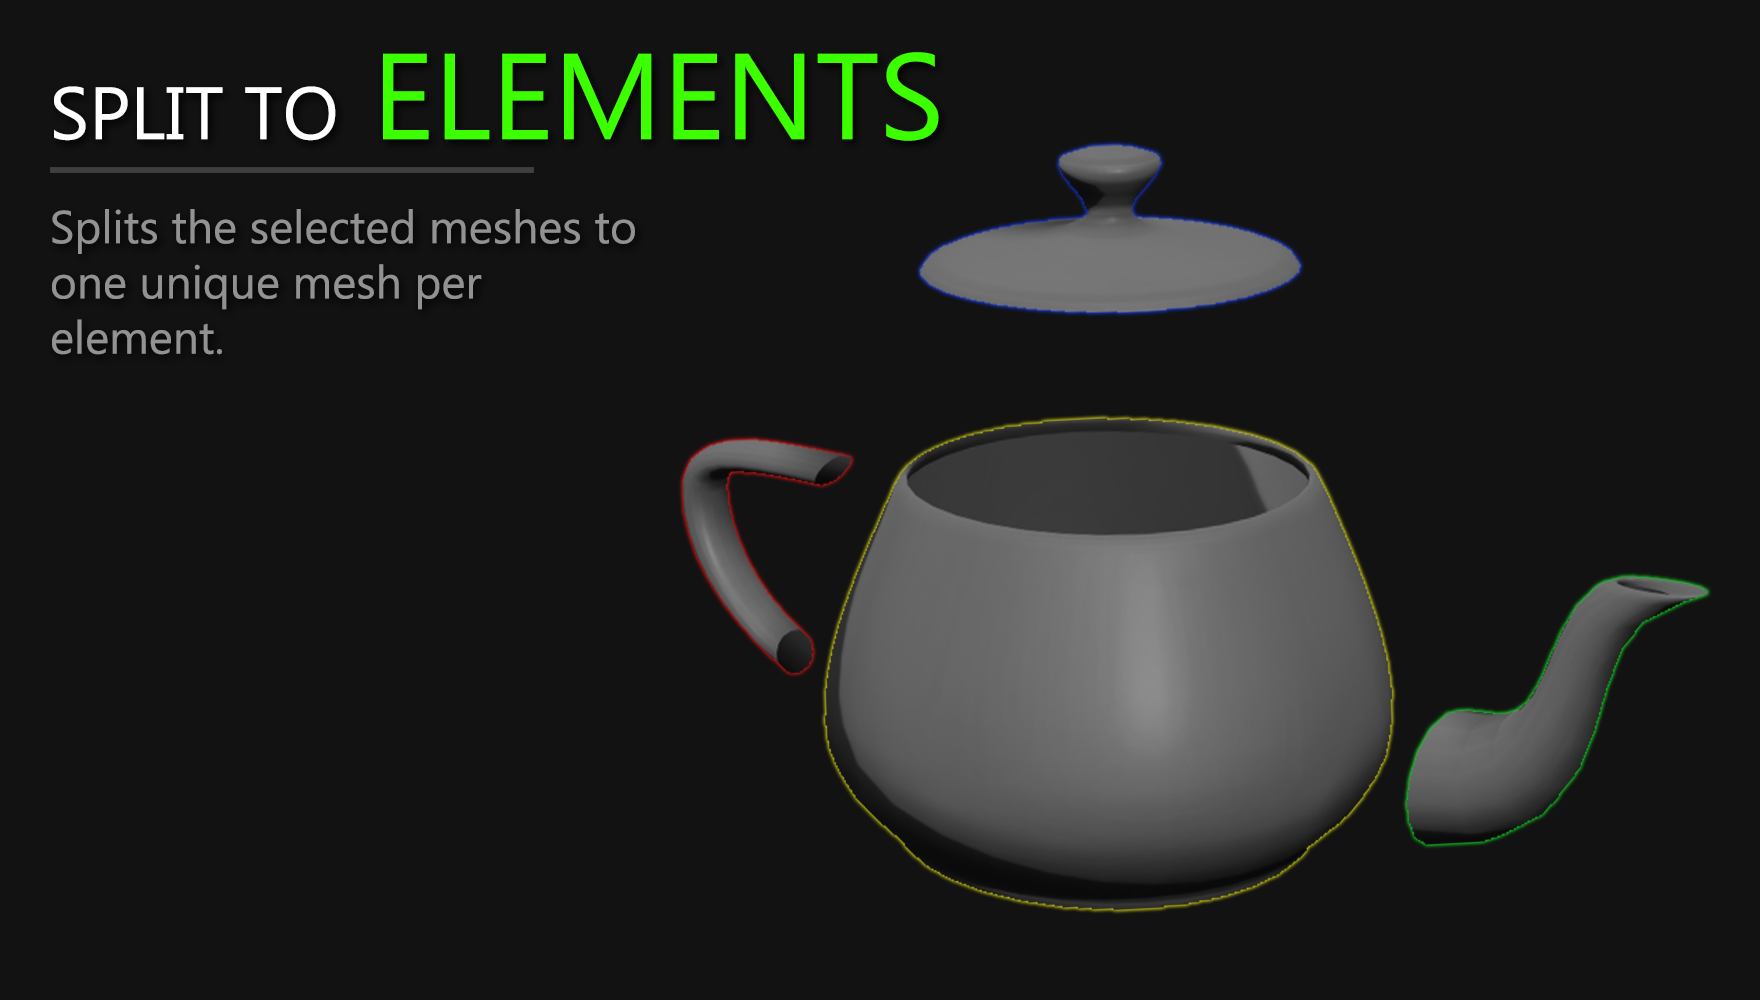 SPLIT TO ELEMENTS
Splits the selected meshes to
one unique mesh per
element.